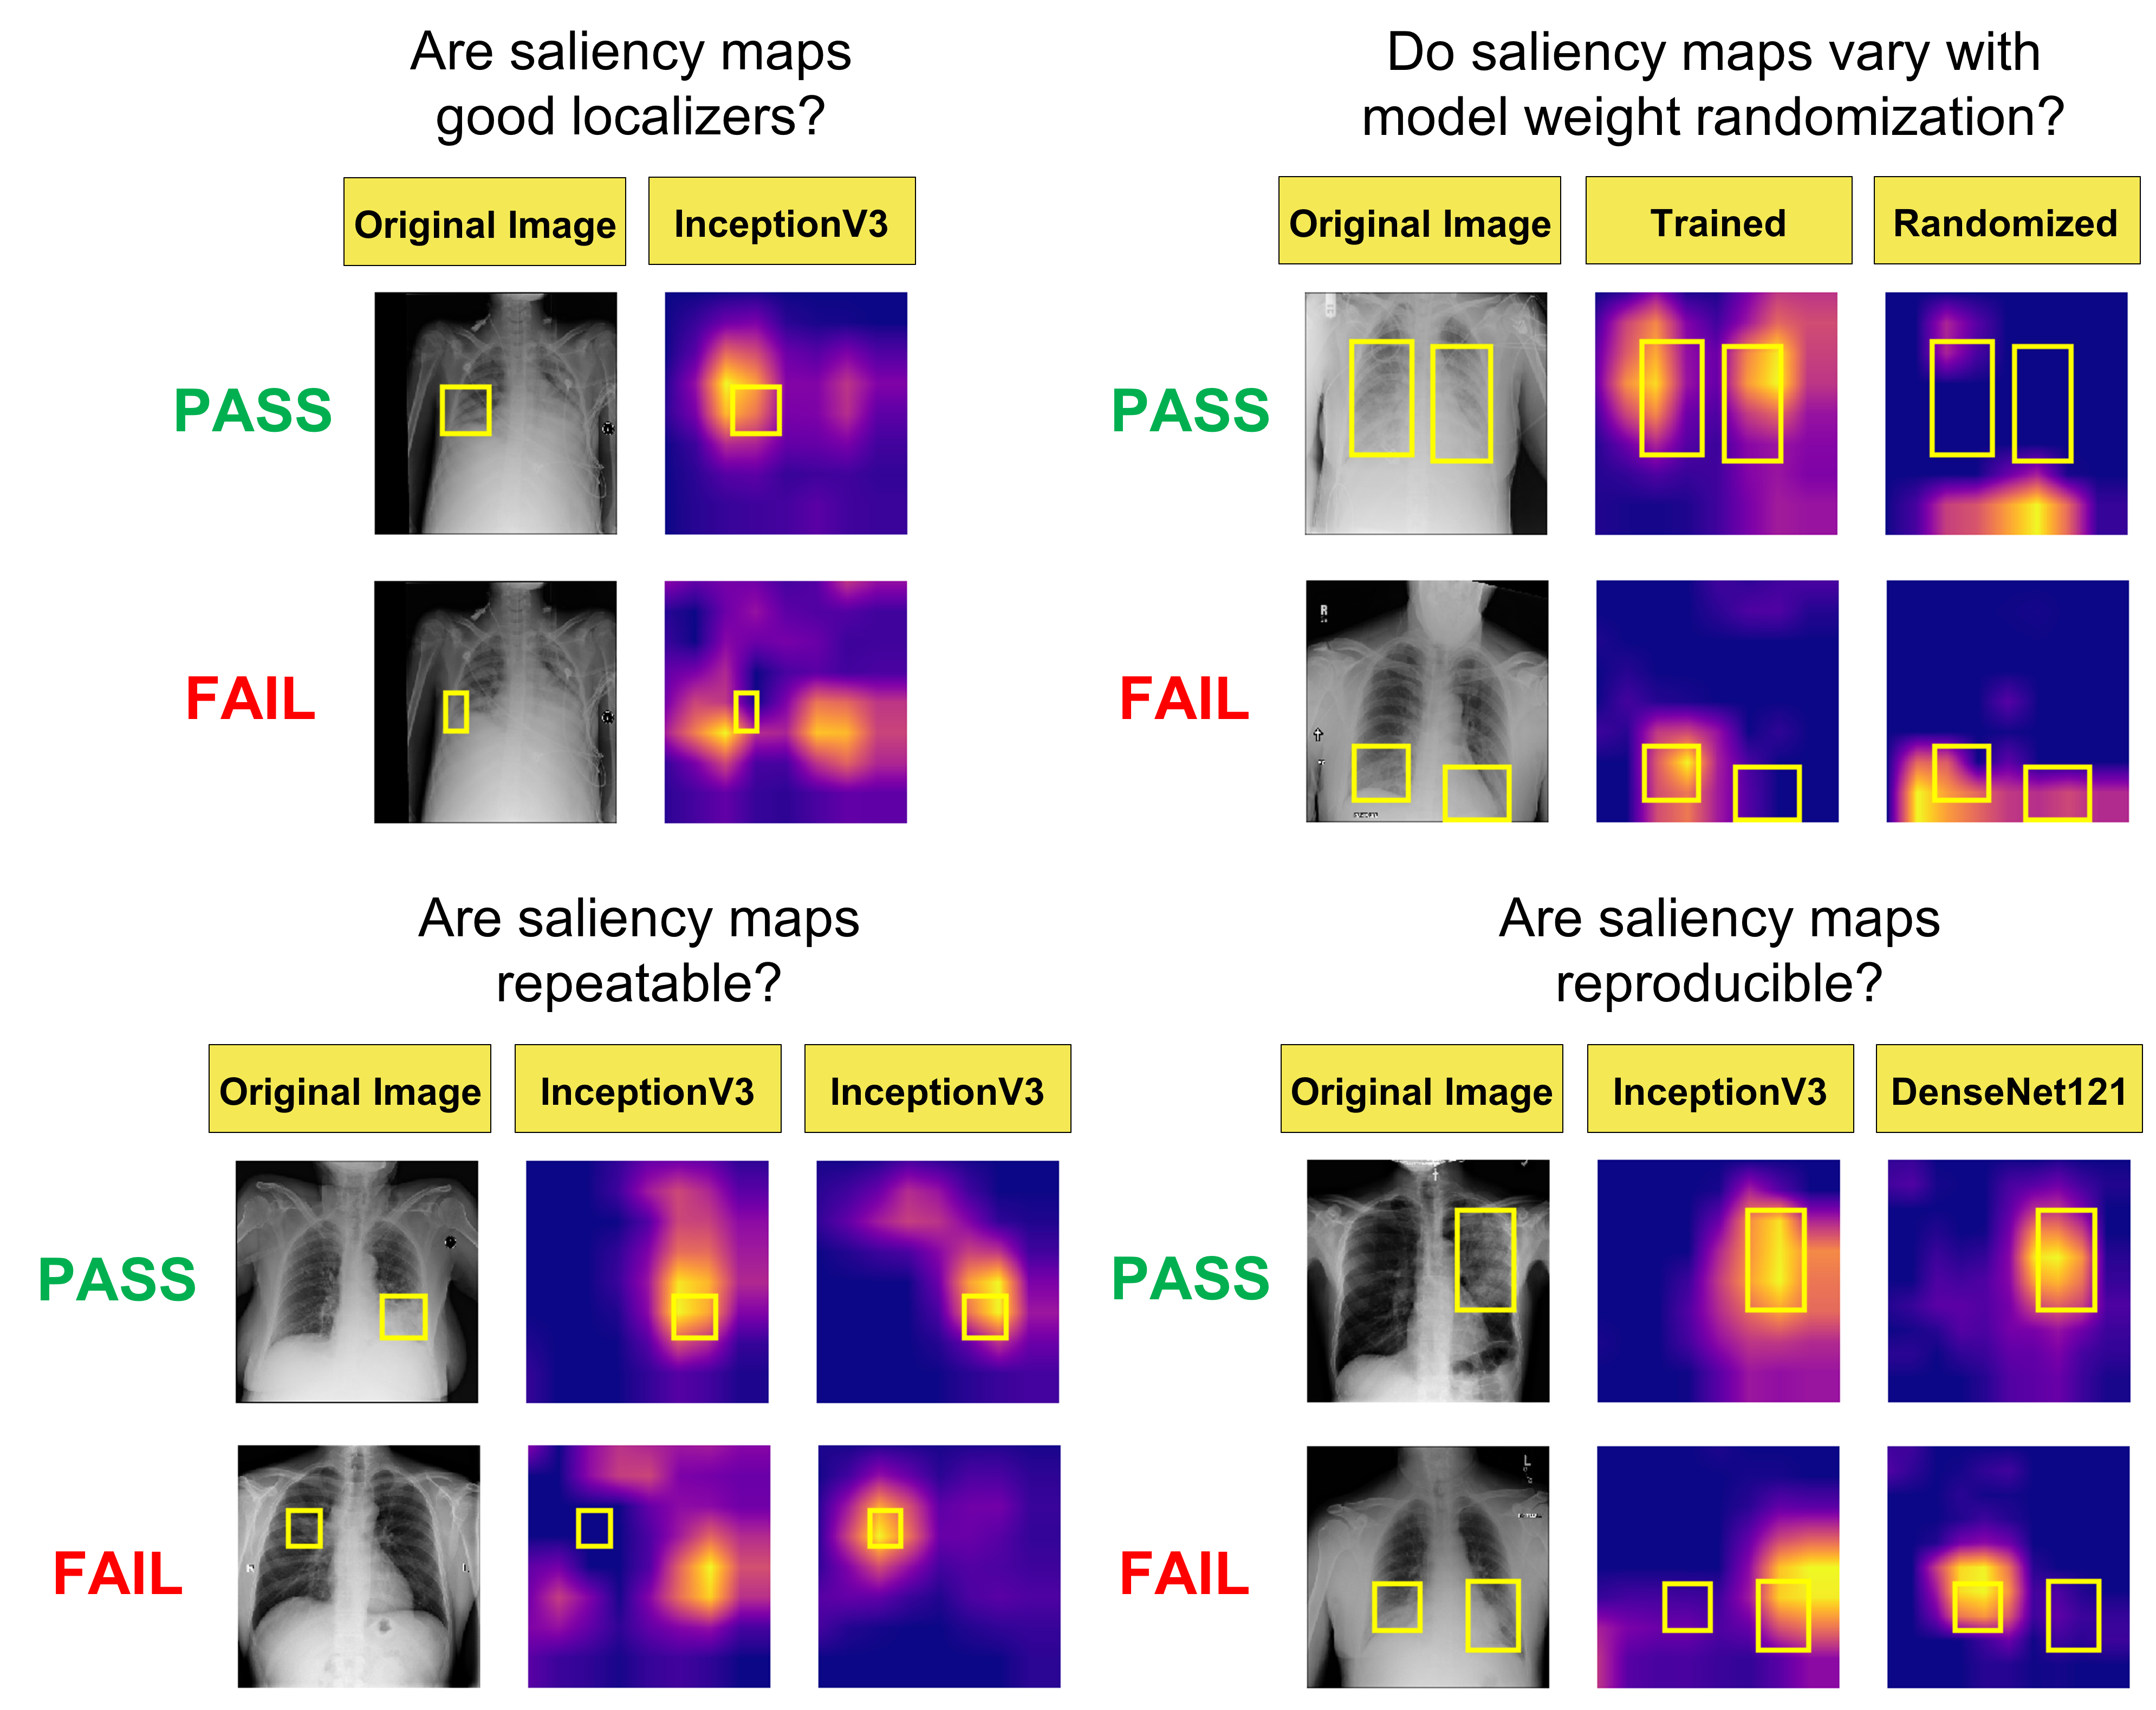 Are saliency maps
good localizers?
Original Image
InceptionV3
PASS
FAIL
Do saliency maps vary with
model weight randomization?
Original Image
Trained
Randomized
PASS
R
FAIL
Are saliency maps
repeatable?
Original Image
InceptionV3
InceptionV3
PASS
FAIL
Are saliency maps
reproducible?
Original Image
InceptionV3
DenseNet121
PASS
L
FAIL